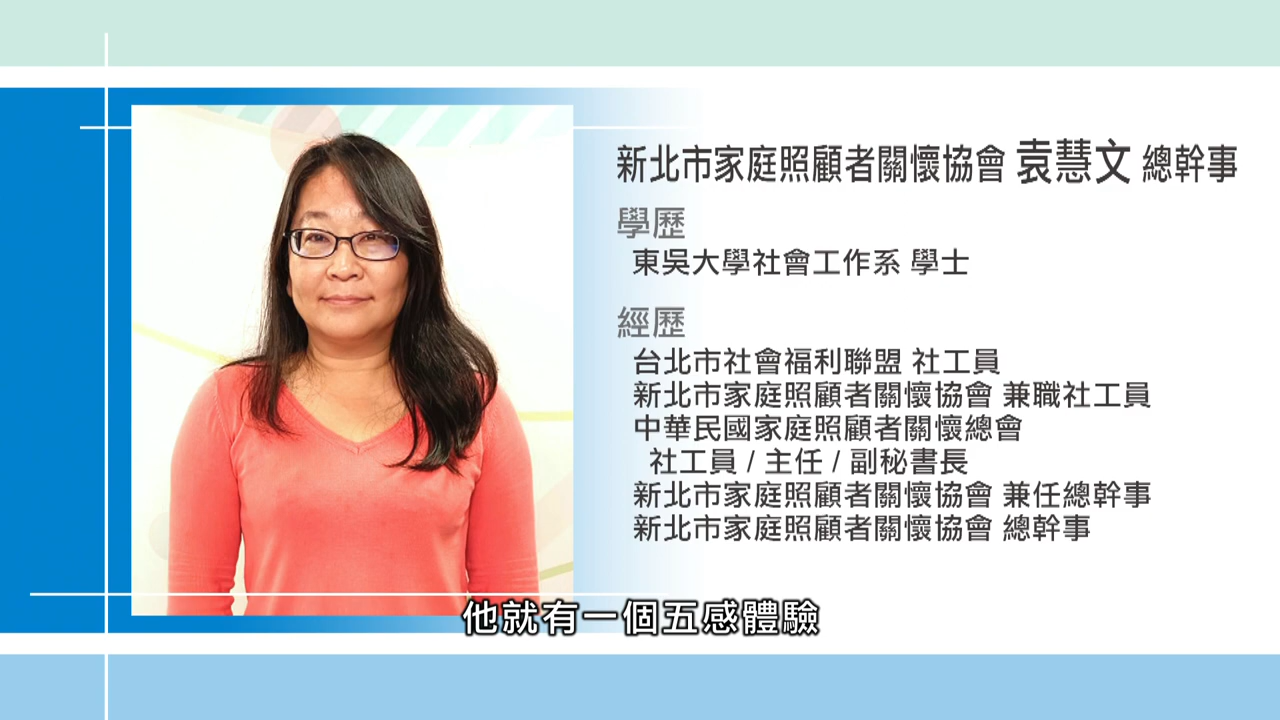 新北市家庭照顧者關懷協會 袁慧文 總幹事
學歷
東吳大學社會工作系 學士
經歷
台北市社會福利聯盟 社工員
新北市家庭照顧者關懷協會 兼職社工員
中華民國家庭照顧者關懷總會
社工員 / 主任 / 副秘書長
新北市家庭照顧者關懷協會 兼任總幹事
新北市家庭照顧者關懷協會 總幹事
他就有一個五感體驗